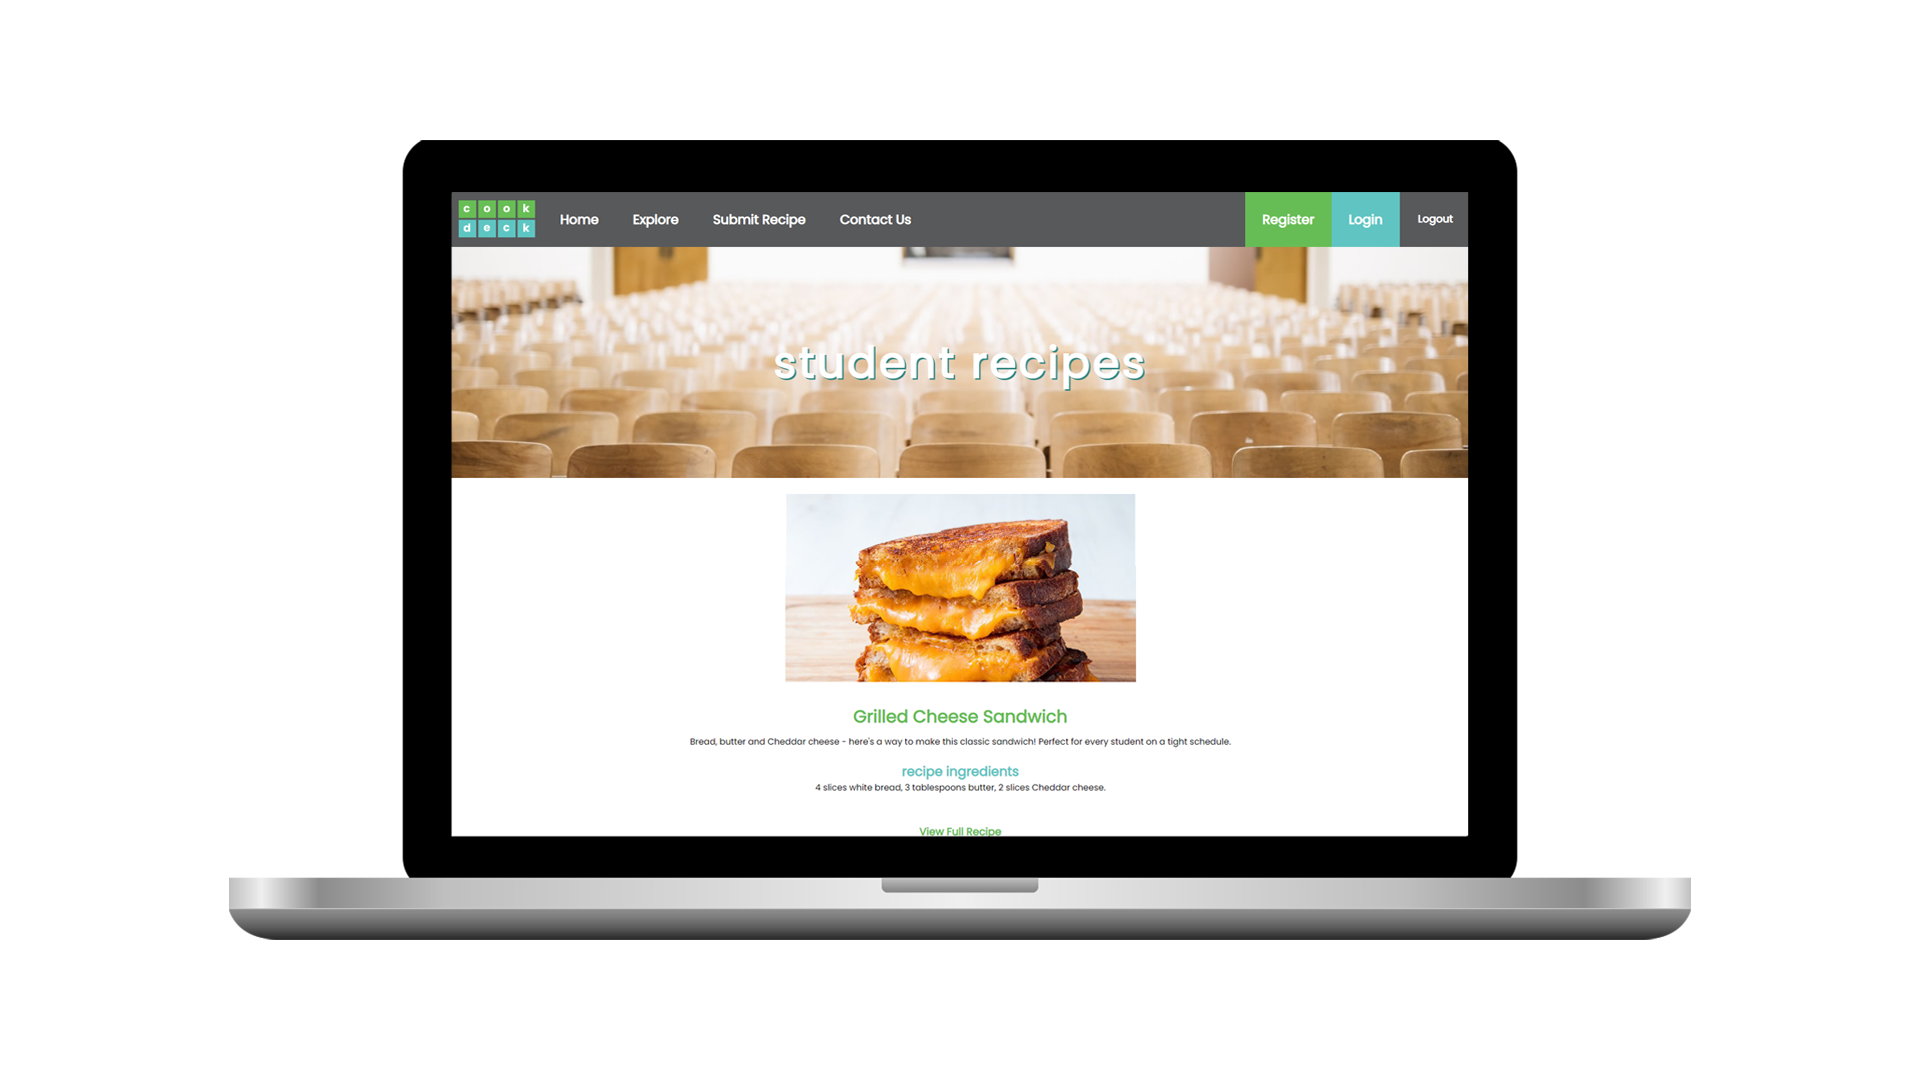 cook
deck
Home Explore Submit Recipe Contact Us Register Login Logout
student recipes
Grilled Cheese Sandwich
Bread, butter and Cheddar cheese - here's a way to make this classic sandwich! Perfect for every student on a tight schedule.
recipe ingredients
4 slices white bread, 3 tablespoons butter, 2 slices Cheddar cheese.
View Full Recipe